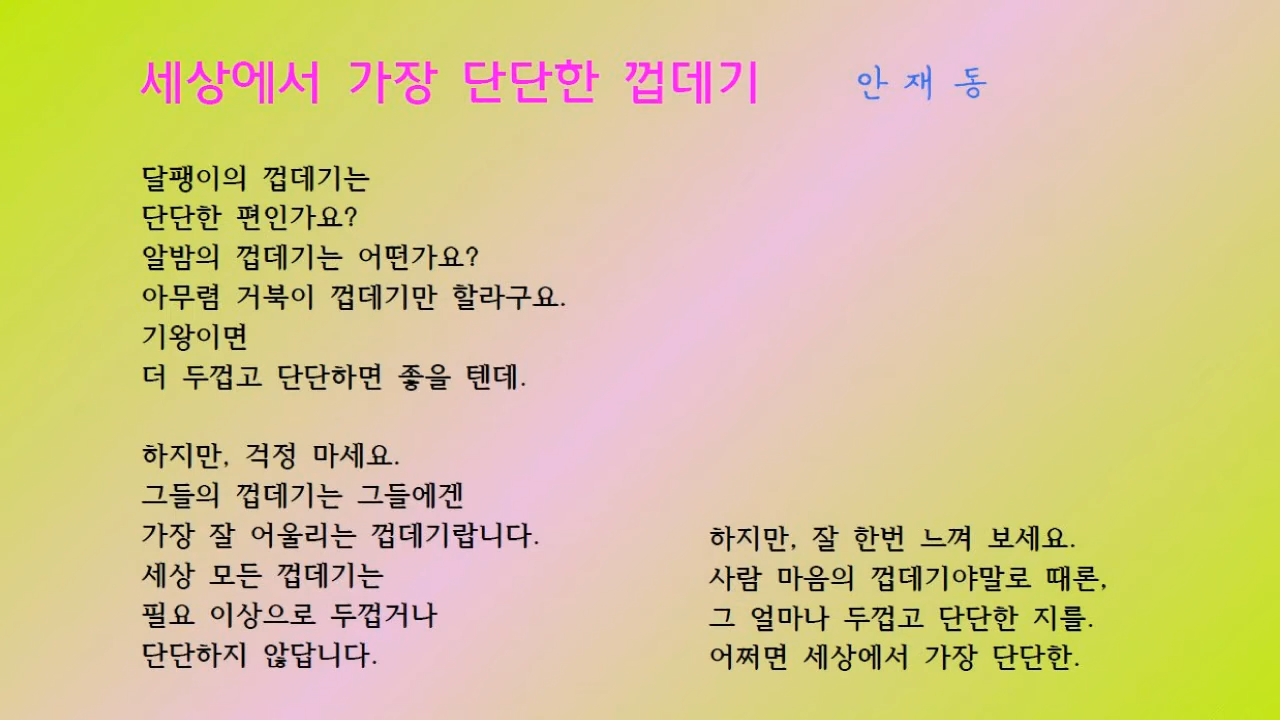 세상에서 가장 단단한 껍데기 안 재 동
달팽이의 껍데기는
단단한 편인가요?
알밤의 껍데기는 어떤가요?
아무렴 거북이 껍데기만 할라구요.
기왕이면
더 두껍고 단단하면 좋을 텐데.
하지만, 걱정 마세요.
그들의 껍데기는 그들에겐
가장 잘 어울리는 껍데기랍니다.
세상 모든 껍데기는
필요 이상으로 두껍거나
단단하지 않답니다.
하지만, 잘 한번 느껴 보세요.
사람 마음의 껍데기야말로 때론,
그 얼마나 두껍고 단단한 지를.
어쩌면 세상에서 가장 단단한.